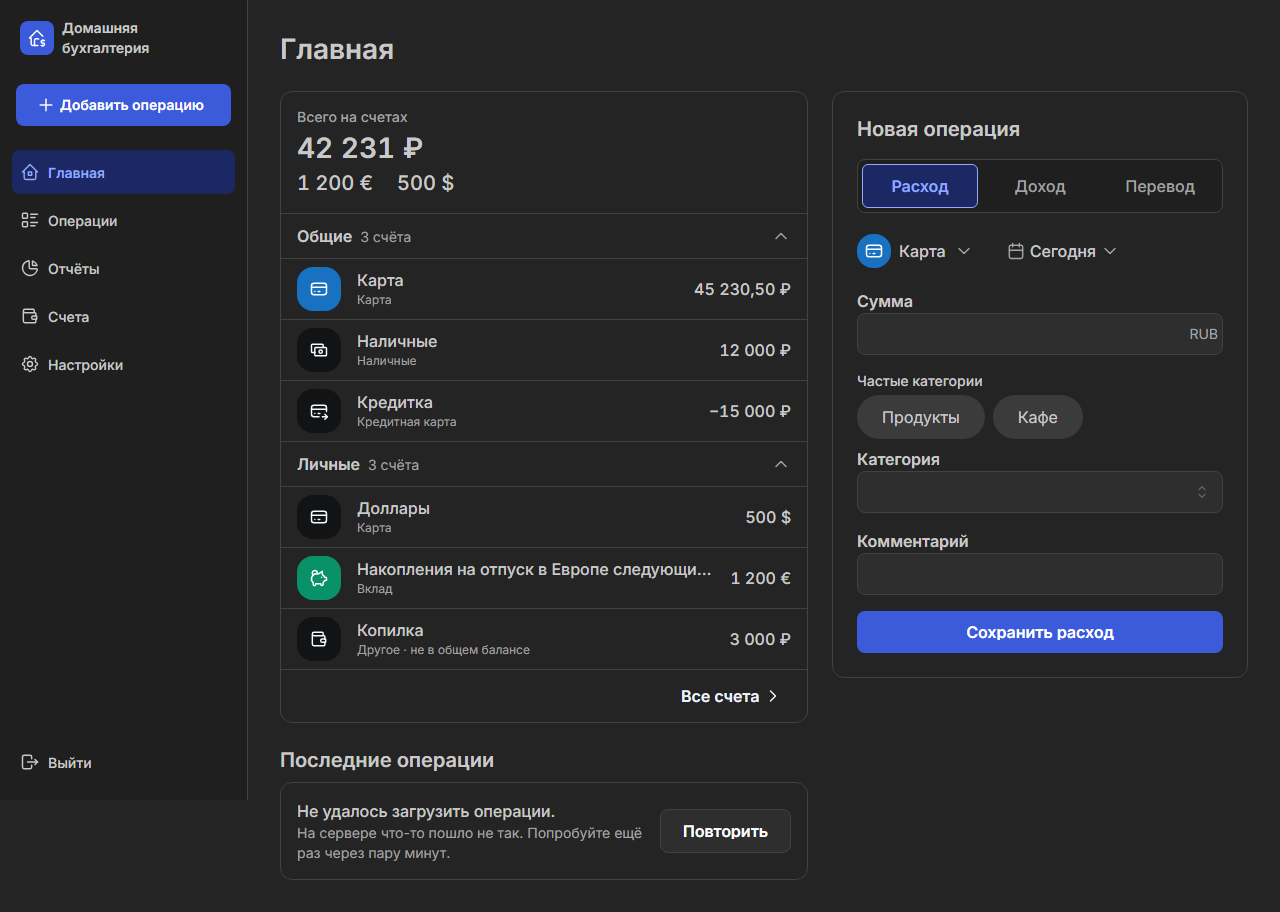 Домашняя
бухгалтерия
Добавить операцию
Главная
Операции
Отчёты
Счета
Настройки
Выйти
Главная
Всего на счетах
42 231 ₽
1 200 € 500 $
Общие 3 счёта
Карта
Карта
45 230,50 ₽
Наличные
Наличные
12 000 ₽
Кредитка
Кредитная карта
−15 000 ₽
Личные 3 счёта
Доллары
Карта
500 $
Накопления на отпуск в Европе следующи...
Вклад
1 200 €
Копилка
Другое · не в общем балансе
3 000 ₽
Все счета
Последние операции
Не удалось загрузить операции.
На сервере что-то пошло не так. Попробуйте ещё
раз через пару минут.
Повторить
Новая операция
Расход Доход Перевод
Карта Сегодня
Сумма
RUB
Частые категории
Продукты Кафе
Категория
Комментарий
Сохранить расход